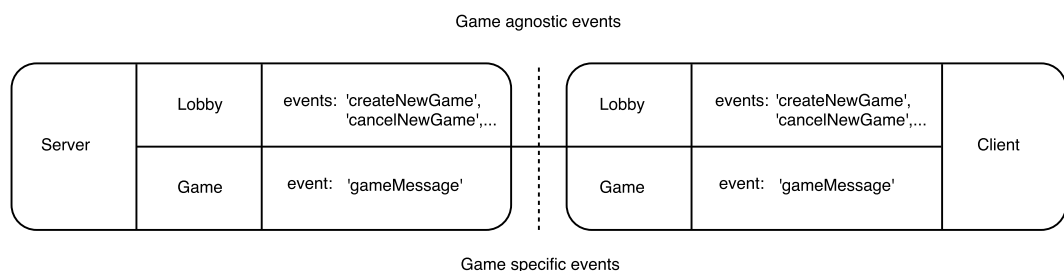 Game agnostic events
Server
Lobby
events: 'createNewGame',
'cancelNewGame',...
Game
event: 'gameMessage'
Lobby
events: 'createNewGame',
'cancelNewGame',...
Game
event: 'gameMessage'
Client
Game specific events